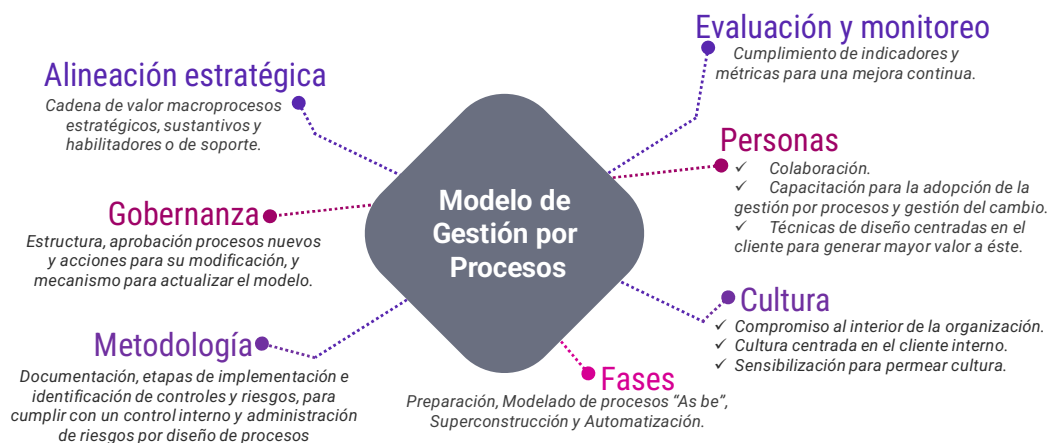 Evaluación y monitoreo
Cumplimiento de indicadores y
métricas para una mejora continua.
Alineación estratégica
Cadena de valor macroprocesos
estratégicos, sustantivos y
habilitadores o de soporte.
Personas
✓ Colaboración.
✓ Capacitación para la adopción de la
gestión por procesos y gestión del cambio.
✓ Técnicas de diseño centradas en el
cliente para generar mayor valor a éste.
Modelo de
Gestión por
Procesos
Gobernanza
Estructura, aprobación procesos nuevos
y acciones para su modificación, y
mecanismo para actualizar el modelo.
Cultura
✓ Compromiso al interior de la organización.
✓ Cultura centrada en el cliente interno.
✓ Sensibilización para permear cultura.
Metodología
Documentación, etapas de implementación e
identificación de controles y riesgos, para
cumplir con un control interno y administración
de riesgos por diseño de procesos
Fases
Preparación, Modelado de procesos “As be”,
Superconstrucción y Automatización.